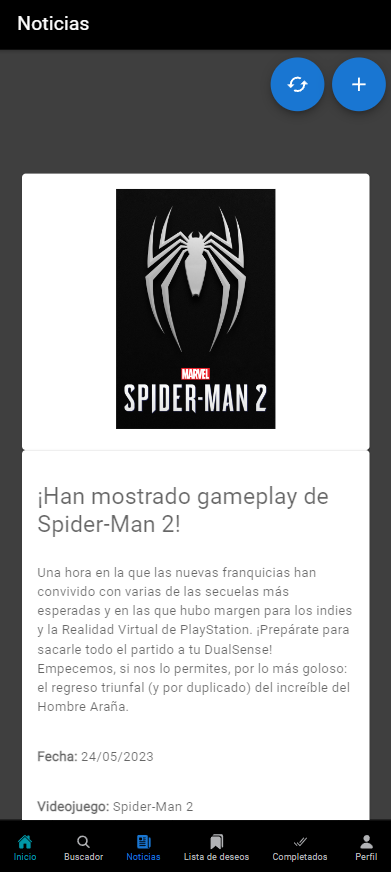 Noticias
MARVEL
SPIDER-MAN 2
¡Han mostrado gameplay de
Spider-Man 2!
Una hora en la que las nuevas franquicias han
convivido con varias de las secuelas más
esperadas y en las que hubo margen para los indies
y la Realidad Virtual de PlayStation. ¡Prepárate para
sacarle todo el partido a tu DualSense!
Empecemos, si nos lo permites, por lo más goloso:
el regreso triunfal (y por duplicado) del increíble del
Hombre Araña.
Fecha: 24/05/2023
Videojuego: Spider-Man 2
Inicio Buscador Noticias Lista de deseos Completados Perfil